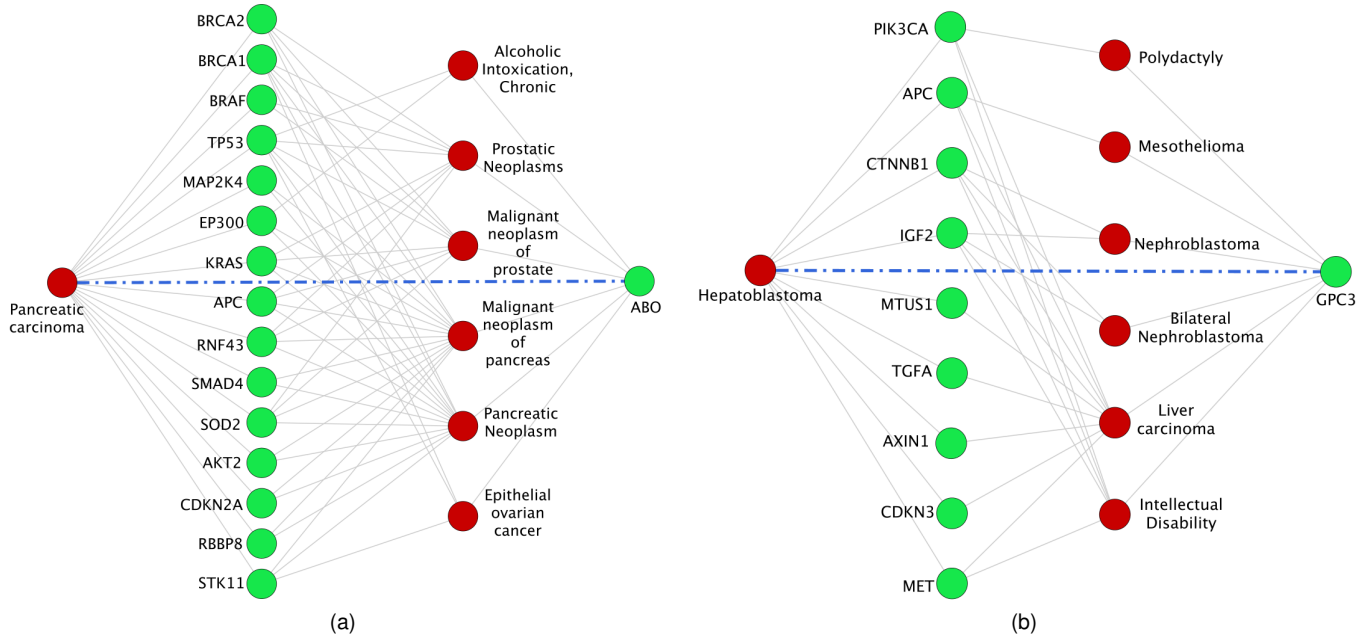 BRCA2
BRCA1
BRAF
TP53
MAP2K4
EP300
KRAS
APC
RNF43
SMAD4
SOD2
AKT2
CDKN2A
RBBP8
STK11
Pancreatic
carcinoma
Alcoholic
Intoxication,
Chronic
Prostatic
Neoplasms
Malignant
neoplasm
of
prostate
Malignant
neoplasm
of
pancreas
Pancreatic
Neoplasm
Epithelial
ovarian
cancer
ABO
(a)
PIK3CA
APC
CTNNB1
IGF2
MTUS1
TGFA
AXIN1
CDKN3
MET
Hepatoblastoma
Polydactyly
Mesothelioma
Nephroblastoma
Bilateral
Nephroblastoma
Liver
carcinoma
Intellectual
Disability
GPC3
(b)